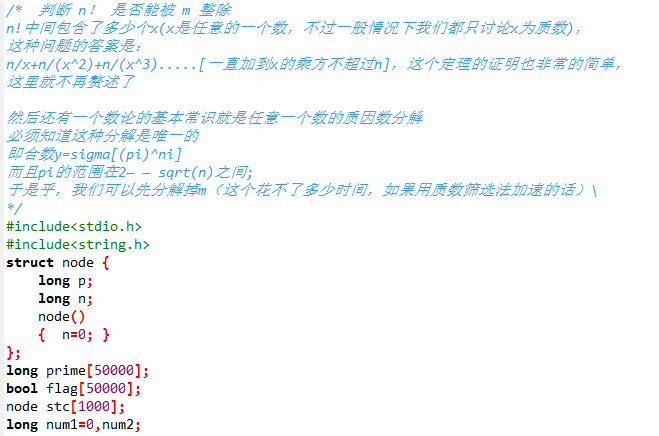 /*  判断 n！ 是否能被 m 整除
n!中间包含了多少个x(x是任意的一个数，不过一般情况下我们都只讨论x为质数)，
这种问题的答案是：
n/x+n/(x^2)+n/(x^3).....[一直加到x的乘方不超过n]，这个定理的证明也非常的简单，
这里就不再赘述了

然后还有一个数论的基本常识就是任意一个数的质因数分解
必须知道这种分解是唯一的
即合数y=sigma[(pi)^ni]
而且pi的范围在2— — sqrt(n)之间;
于是乎，我们可以先分解掉m（这个花不了多少时间，如果用质数筛选法加速的话）\
*/
#include<stdio.h>
#include<string.h>
struct node {
    long p;
    long n;
    node()
    {  n=0; }
};
long prime[50000];
bool flag[50000];
node stc[1000];
long num1=0,num2;